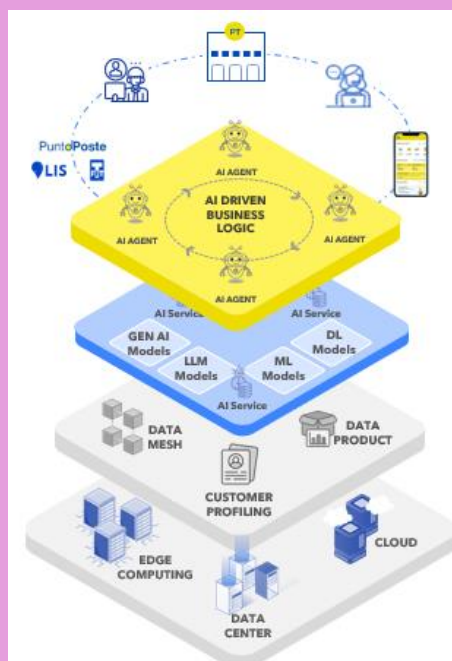 PT
PuntoPoste
LIS
AI AGENT
AI DRIVEN
BUSINESS
LOGIC
AI AGENT
AI AGENT
AI AGENT
AI Service
AI Service
GEN AI
Models
DL
Models
LLM
Models
ML
Models
AI Service
DATA
MESH
DATA
PRODUCT
CUSTOMER
PROFILING
CLOUD
EDGE
COMPUTING
DATA
CENTER